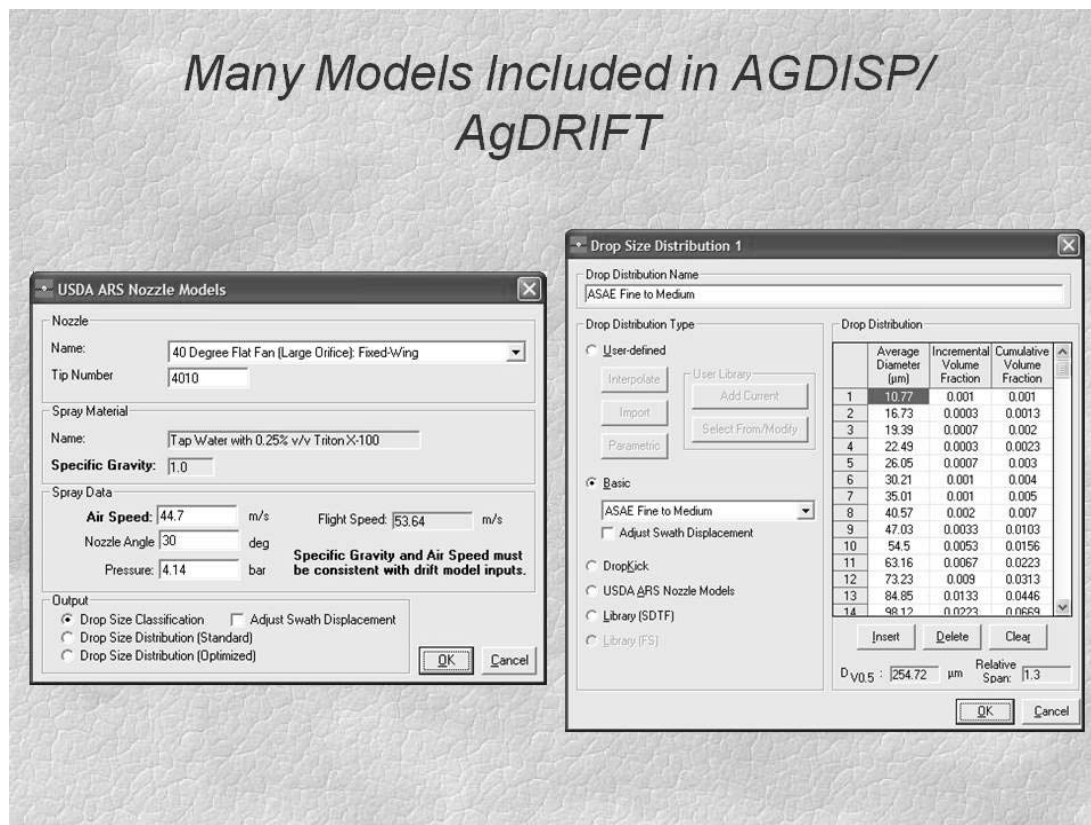 Many Models Included in AGDISP/
AgDRIFT
USDA ARS Nozzle Models
Nozzle
Name:
40 Degree Flat Fan (Large Orifice); Fixed-Wing
Tip Number
4010
Spray Material
Name:
Tap Water with 0.25% v/v Triton X-100
Specific Gravity:
1.0
Spray Data
Air Speed: 44.7 m/s
Flight Speed: 53.64 m/s
Nozzle Angle 30 deg
Pressure: 4.14 bar
Specific Gravity and Air Speed must
be consistent with drift model inputs.
Output
Drop Size Classification
Adjust Swath Displacement
Drop Size Distribution (Standard)
Drop Size Distribution (Optimized)
OK Cancel
Drop Size Distribution 1
Drop Distribution Name
ASAE Fine to Medium
Drop Distribution Type
User-defined
Interpolate
Import
Parametric
User Library
Add Current
Select From/Modify
Basic
ASAE Fine to Medium
Adjust Swath Displacement
DropKick
USDA ARS Nozzle Models
Library (SDTF)
Library (FS)
Drop Distribution
Average Incremental Cumulative
Diameter Volume Volume
(µm) Fraction Fraction
1 10.77 0.001 0.001
2 16.73 0.0003 0.0013
3 19.39 0.0007 0.002
4 22.49 0.0003 0.0023
5 26.05 0.0007 0.003
6 30.21 0.001 0.004
7 35.01 0.001 0.005
8 40.57 0.002 0.007
9 47.03 0.0033 0.0103
10 54.5 0.0053 0.0156
11 63.16 0.0067 0.0223
12 73.23 0.009 0.0313
13 84.85 0.0133 0.0446
14 98.12 0.0223 0.0669
Insert Delete Clear
DV0.5 : 254.72 µm
Relative
Span: 1.3
OK Cancel